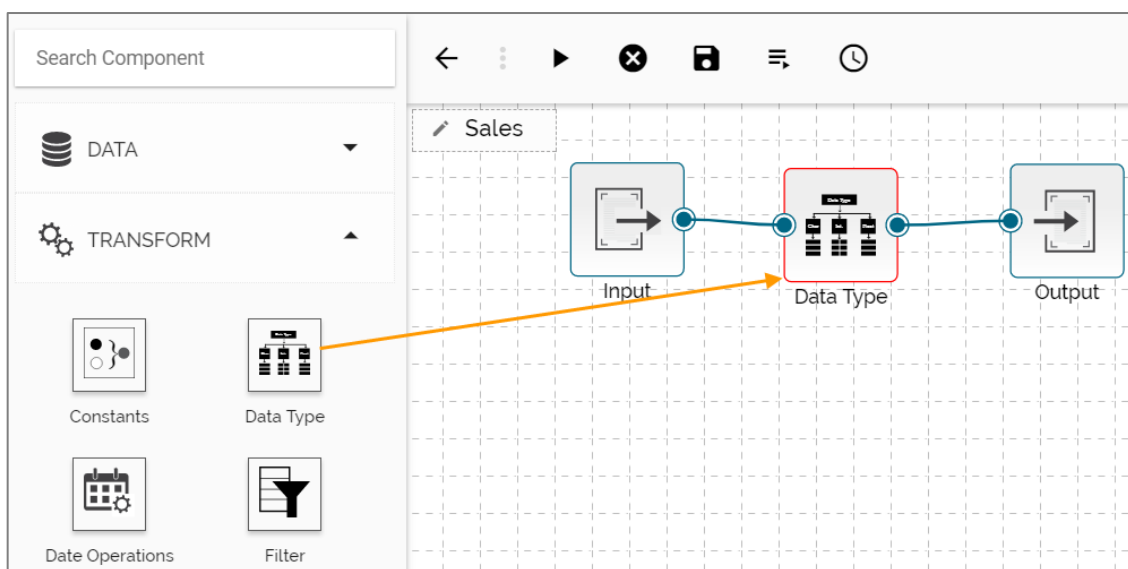 Search Component
DATA
TRANSFORM
Constants
Data Type
Date Operations
Filter
Sales
Input
Data Type
Output